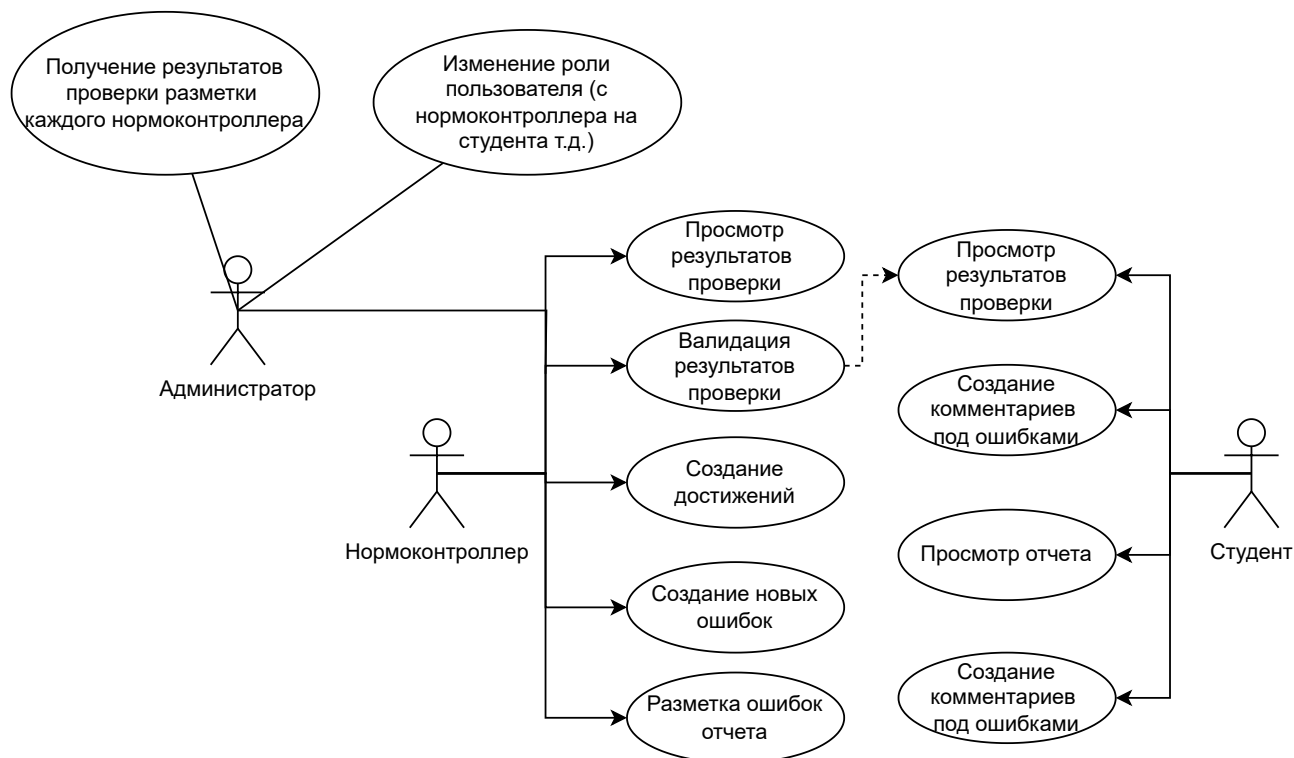 Получение результатов
проверки разметки
каждого нормоконтроллера
Изменение роли
пользователя (с
нормоконтроллера на
студента т.д.)
Просмотр
результатов
проверки
Просмотр
результатов
проверки
Администратор
Валидация
результатов
проверки
Создание
комментариев
под ошибками
Нормоконтроллер
Создание
достижений
Просмотр отчета
Студент
Создание новых
ошибок
Создание
комментариев
под ошибками
Разметка ошибок
отчета